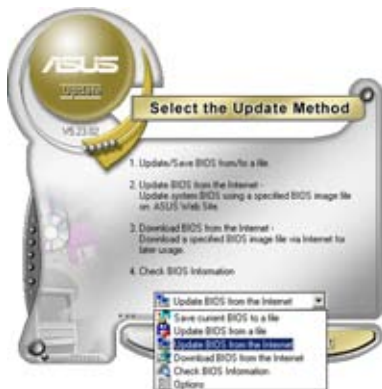 ASUS
Update
V5.23.02
Select the Update Method
1. Update/Save BIOS from/to a file
2. Update BIOS from the Internet -
Update system BIOS using a specified BIOS image file
on ASUS Web Site.
3. Download BIOS from the Internet -
Download a specified BIOS image file via Internet for
later usage.
4. Check BIOS Information
Update BIOS from the Internet
Save current BIOS to a file
Update BIOS from a file
Update BIOS from the Internet
Download BIOS from the Internet
Check BIOS Information
Options